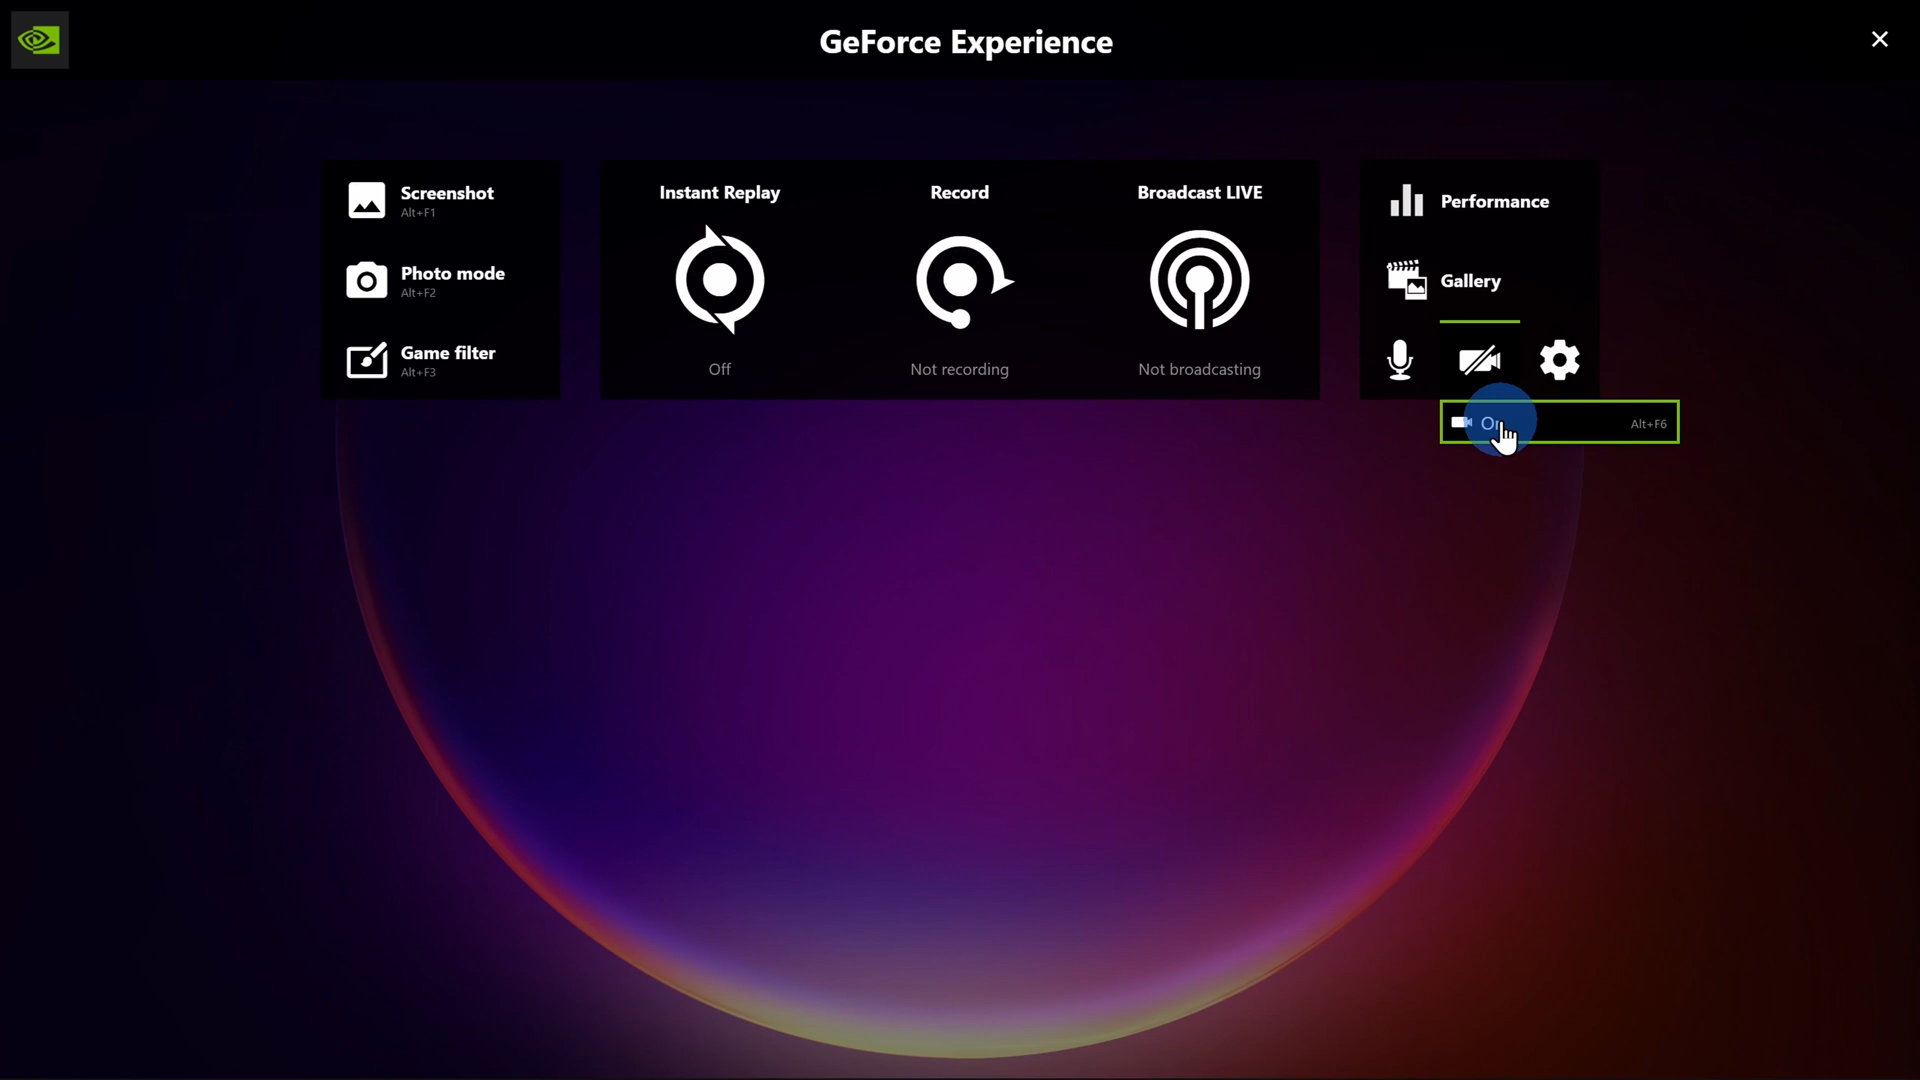 GeForce Experience
Screenshot
Alt+F1
Photo mode
Alt+F2
Game filter
Alt+F3
Instant Replay
Off
Record
Not recording
Broadcast LIVE
Not broadcasting
Performance
Gallery
On
Alt+F6